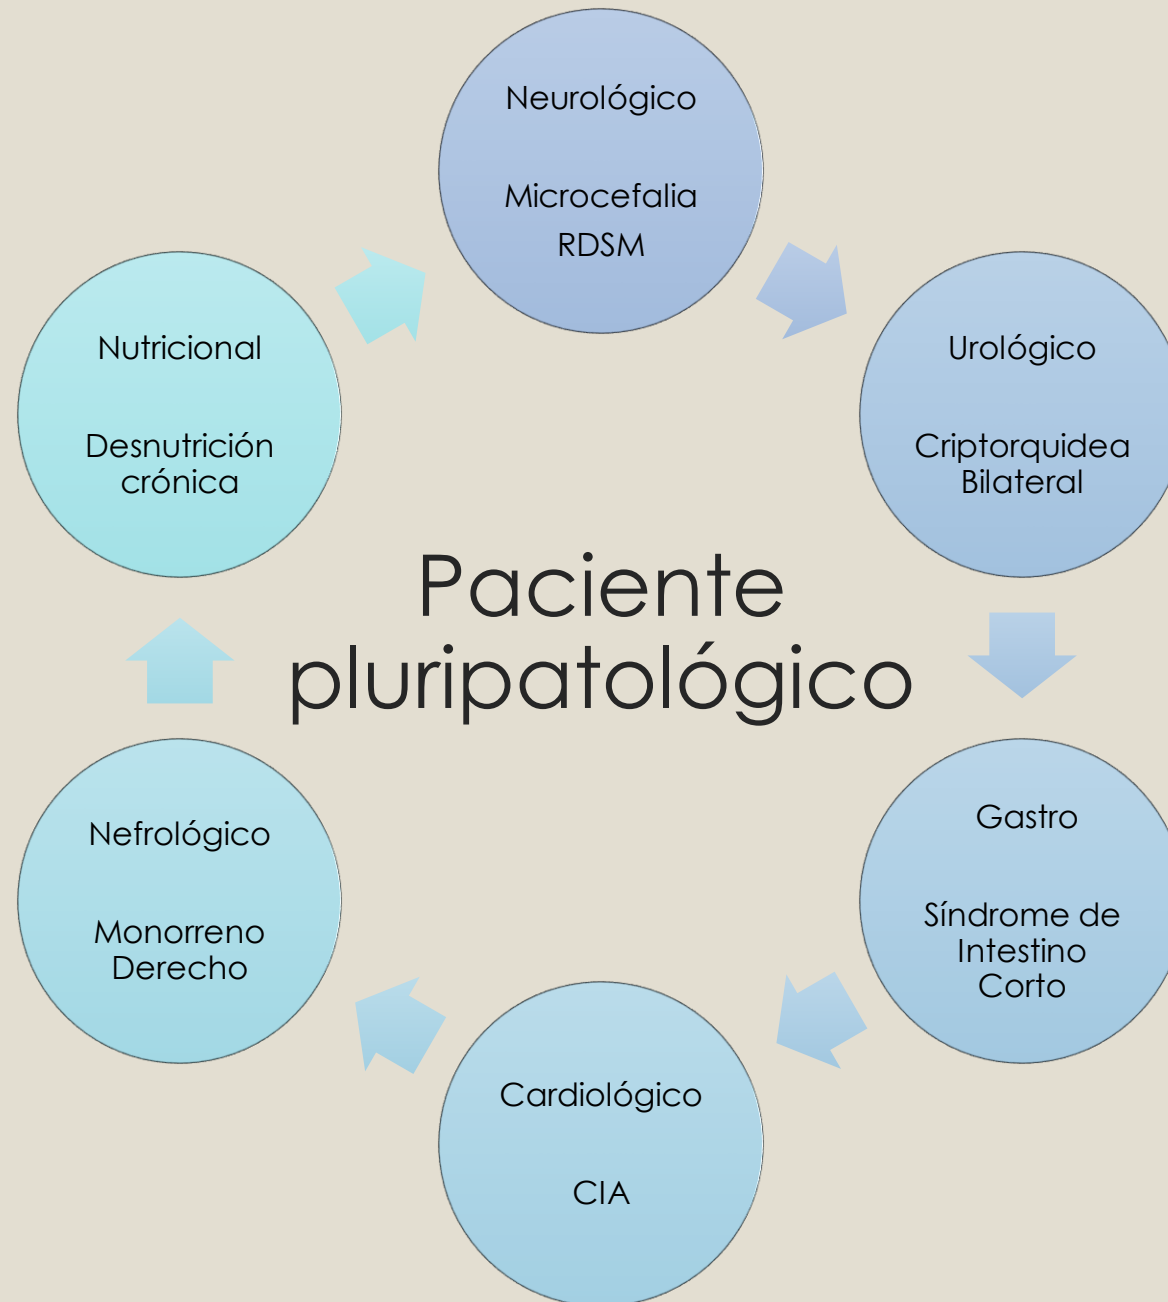 Neurológico
Microcefalia
RDSM
Urológico
Criptorquidea
Bilateral
Gastro
Síndrome de
Intestino
Corto
Cardiológico
CIA
Nefrológico
Monorreno
Derecho
Nutricional
Desnutrición
crónica
Paciente
pluripatológico